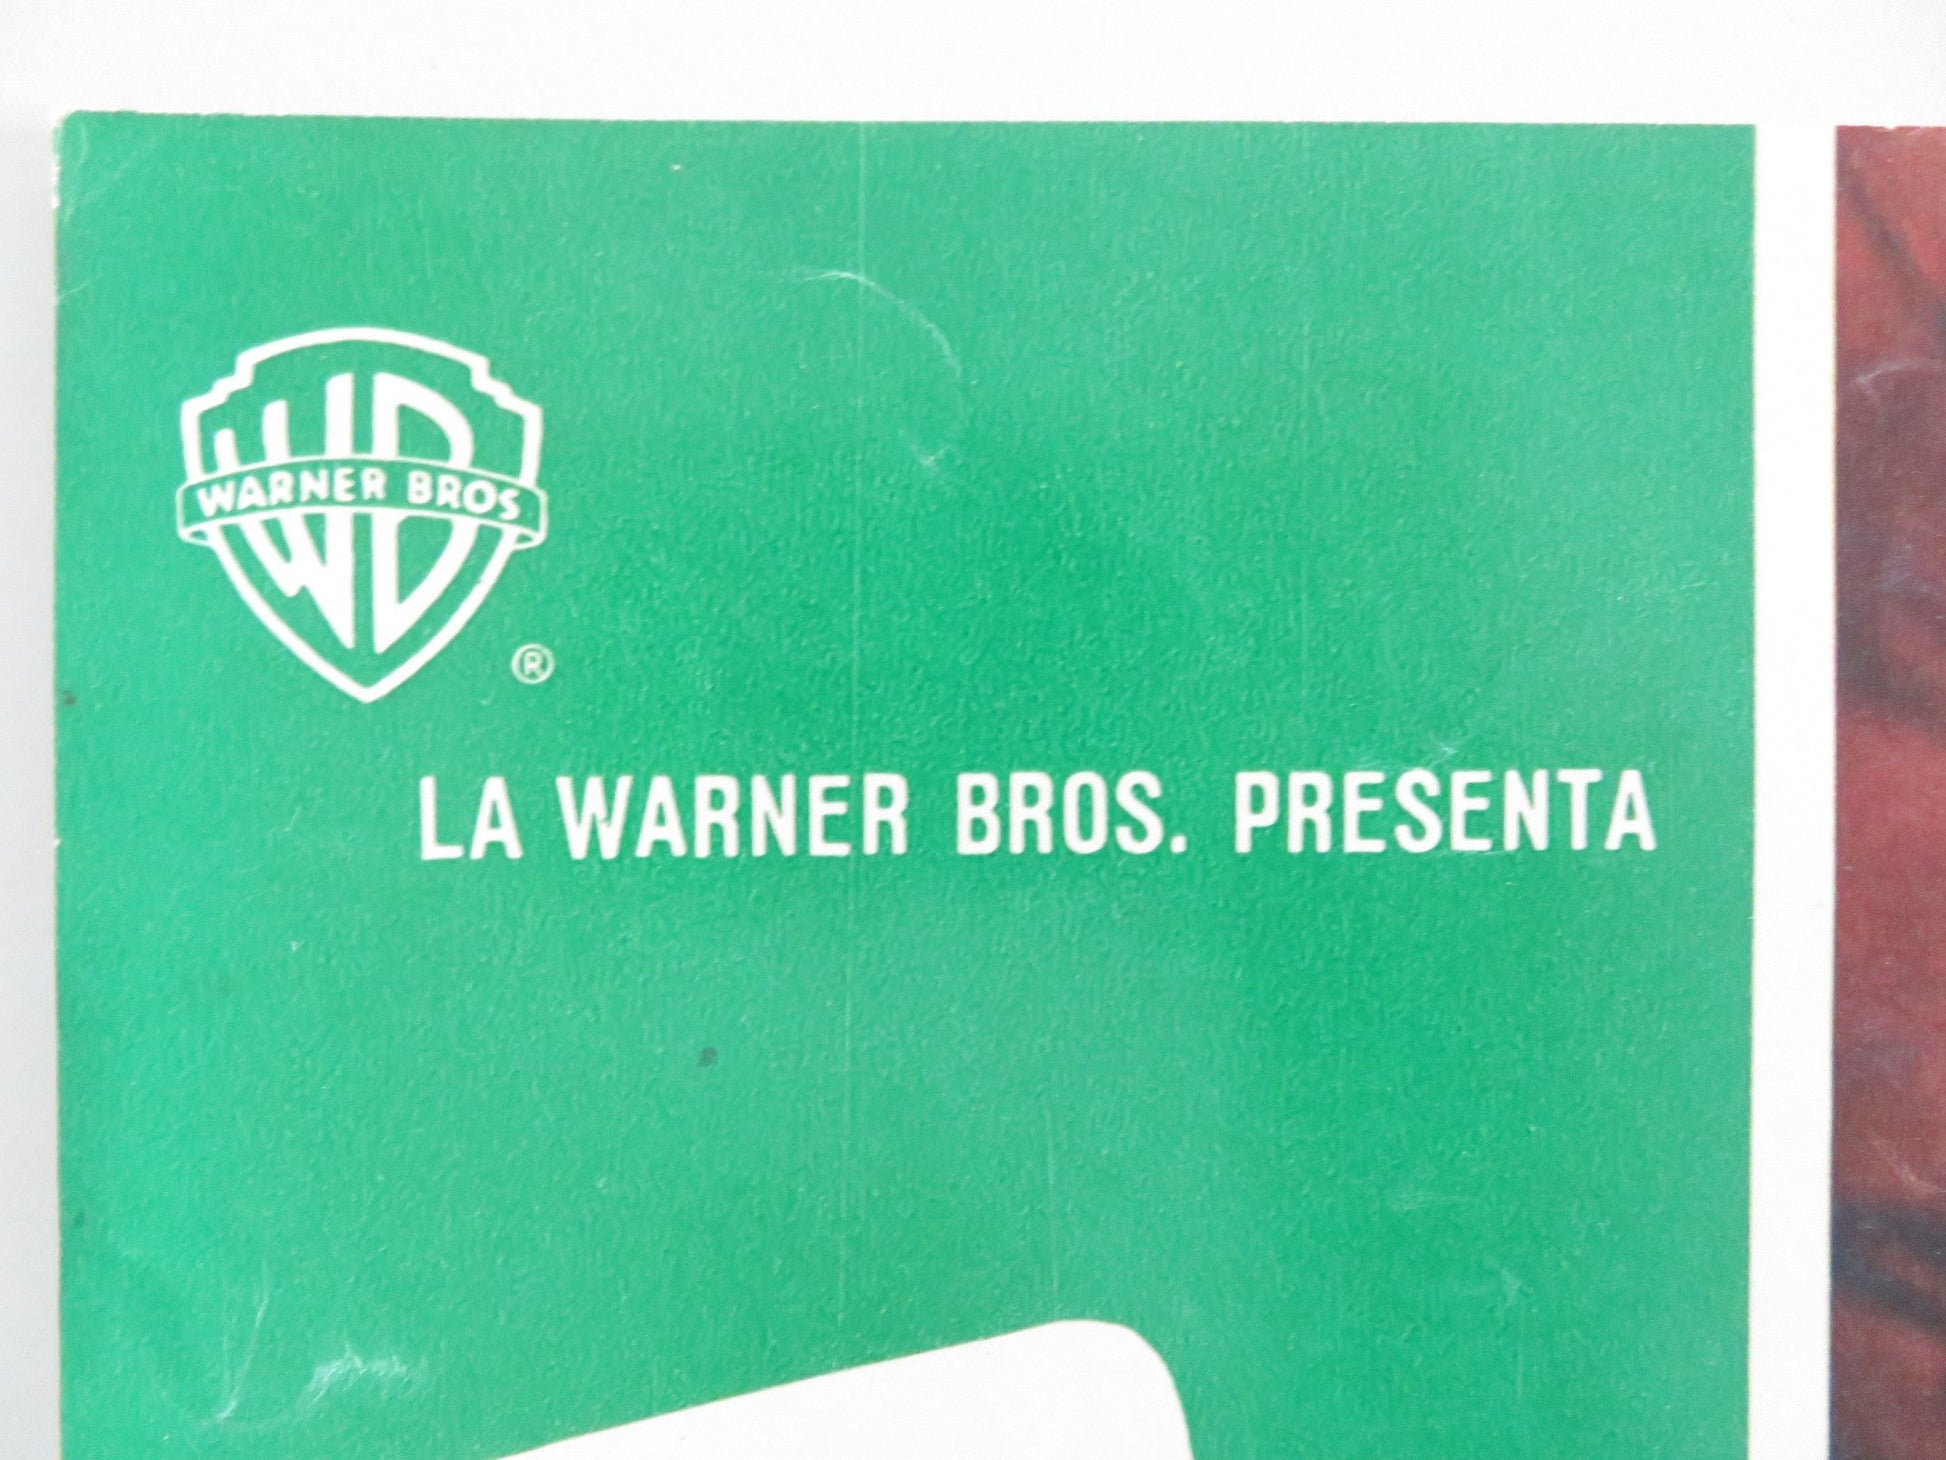 WB
WARNER BROS.
®
LA WARNER BROS. PRESENTA